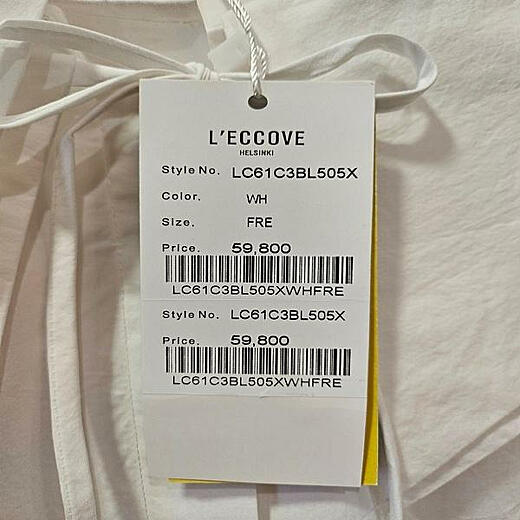 L'ECCOVE
HELSINKI
Style No. LC61C3BL505X
Color. WH
Size. FRE
Price. 59,800
LC61C3BL505XWHFRE
Style No. LC61C3BL505X
Price. 59,800
LC61C3BL505XWHFRE